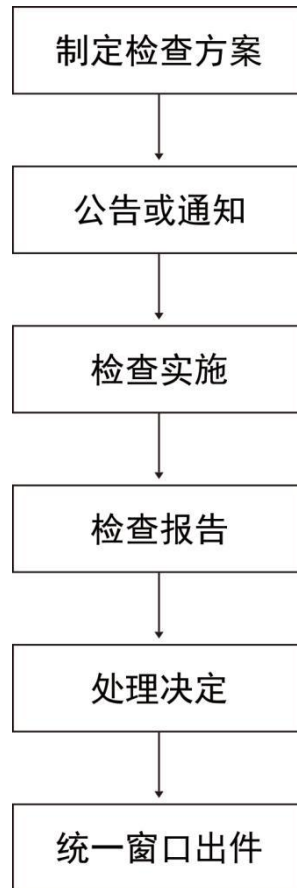 制定检查方案
公告或通知
检查实施
检查报告
处理决定
统一窗口出件